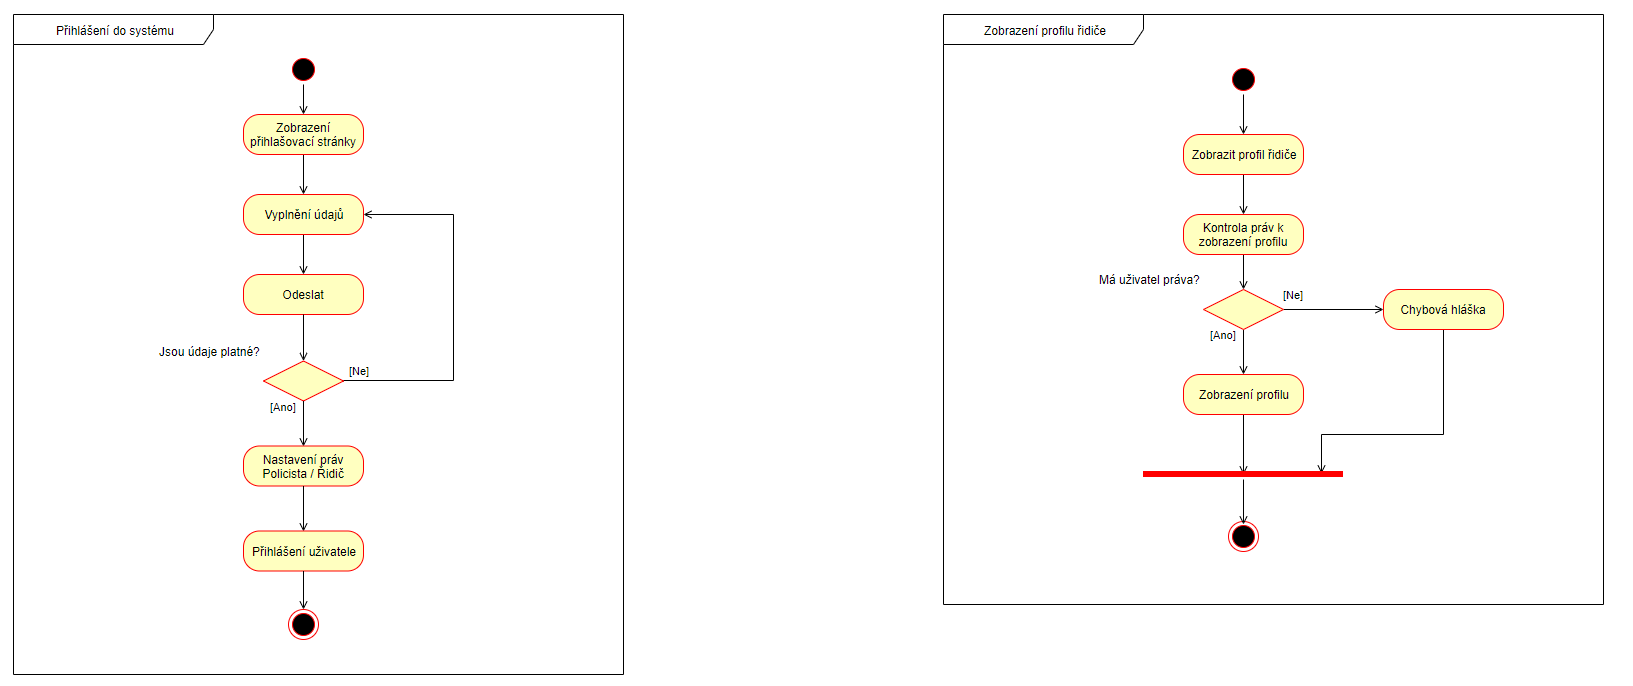 Přihlášení do systému
Zobrazení
přihlašovací stránky
Vyplnění údajů
Odeslat
Jsou údaje platné?
[Ne]
[Ano]
Nastavení práv
Policista / Řidič
Přihlášení uživatele
Zobrazení profilu řidiče
Zobrazit profil řidiče
Kontrola práv k
zobrazení profilu
Má uživatel práva?
[Ne]
Chybová hláška
[Ano]
Zobrazení profilu